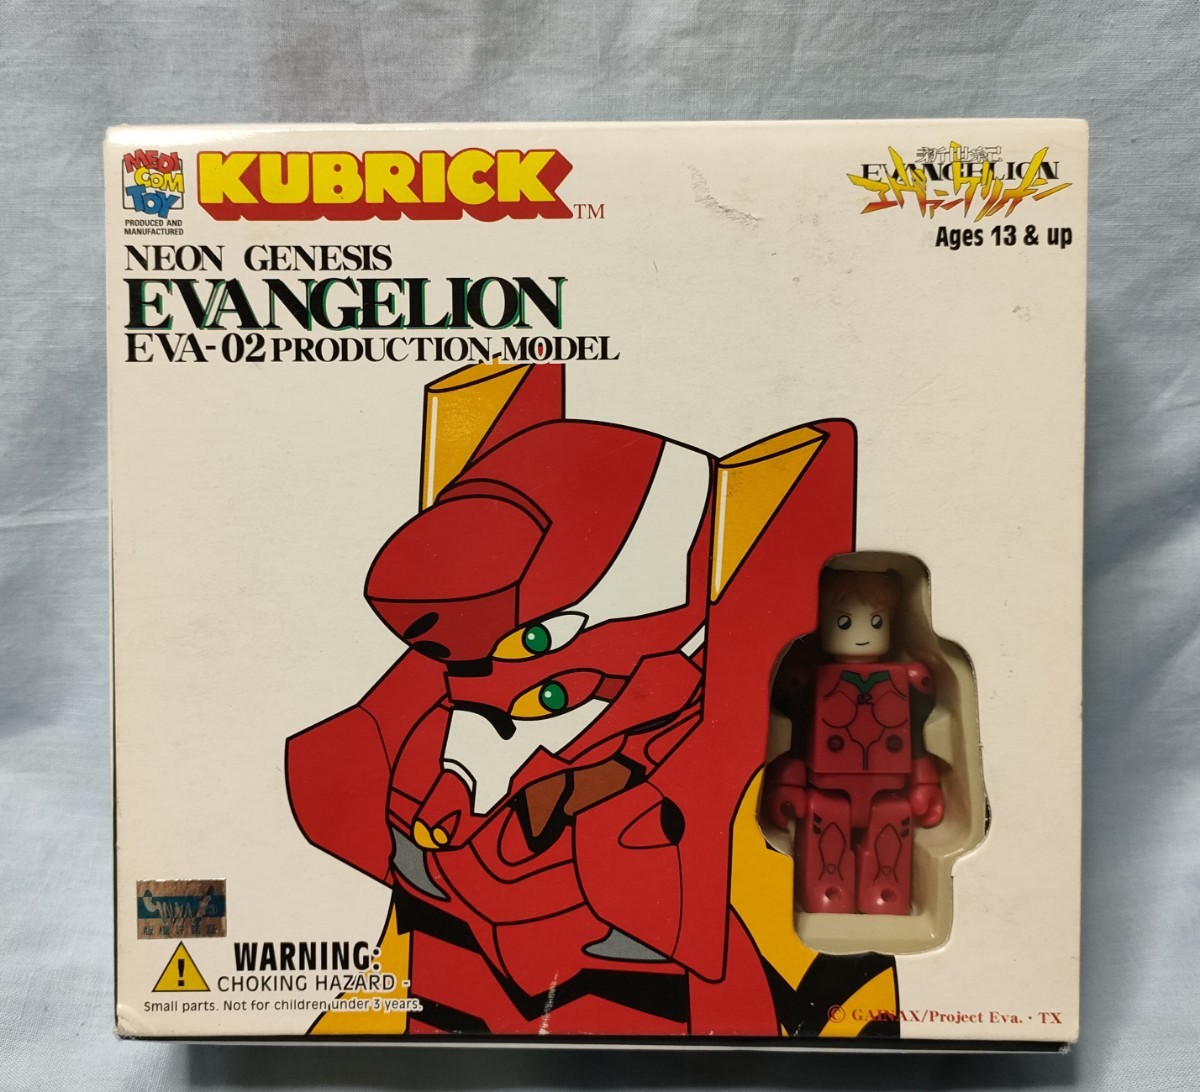 MEDI
COM
TOY
PRODUCED AND
MANUFACTURED
KUBRICK
TM
新世紀
EVANGELION
エヴァンゲリオン
Ages 13 & up
NEON GENESIS
EVANGELION
EVA-02 PRODUCTION MODEL
02
WARNING:
CHOKING HAZARD -
Small parts. Not for children under 3 years.
© GAINAX/Project Eva. · TX